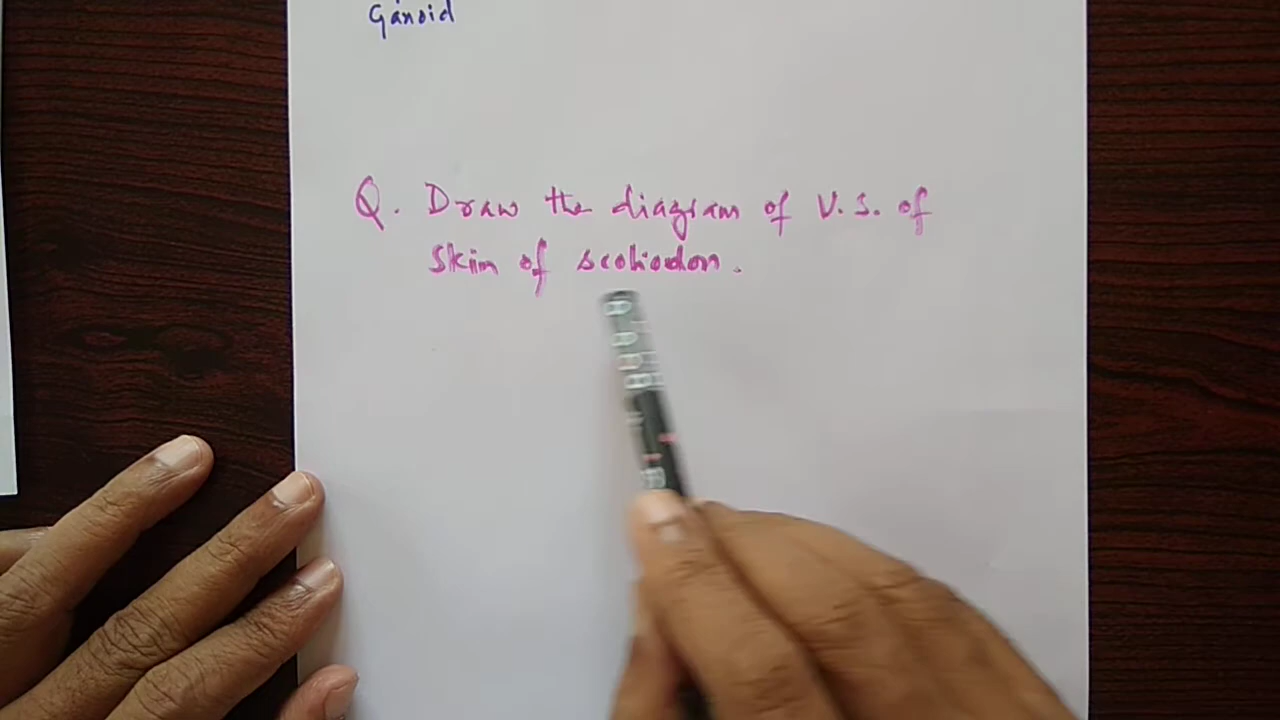 Ganoid
Q. Draw the diagram of V.S. of
skin of scoliodon.